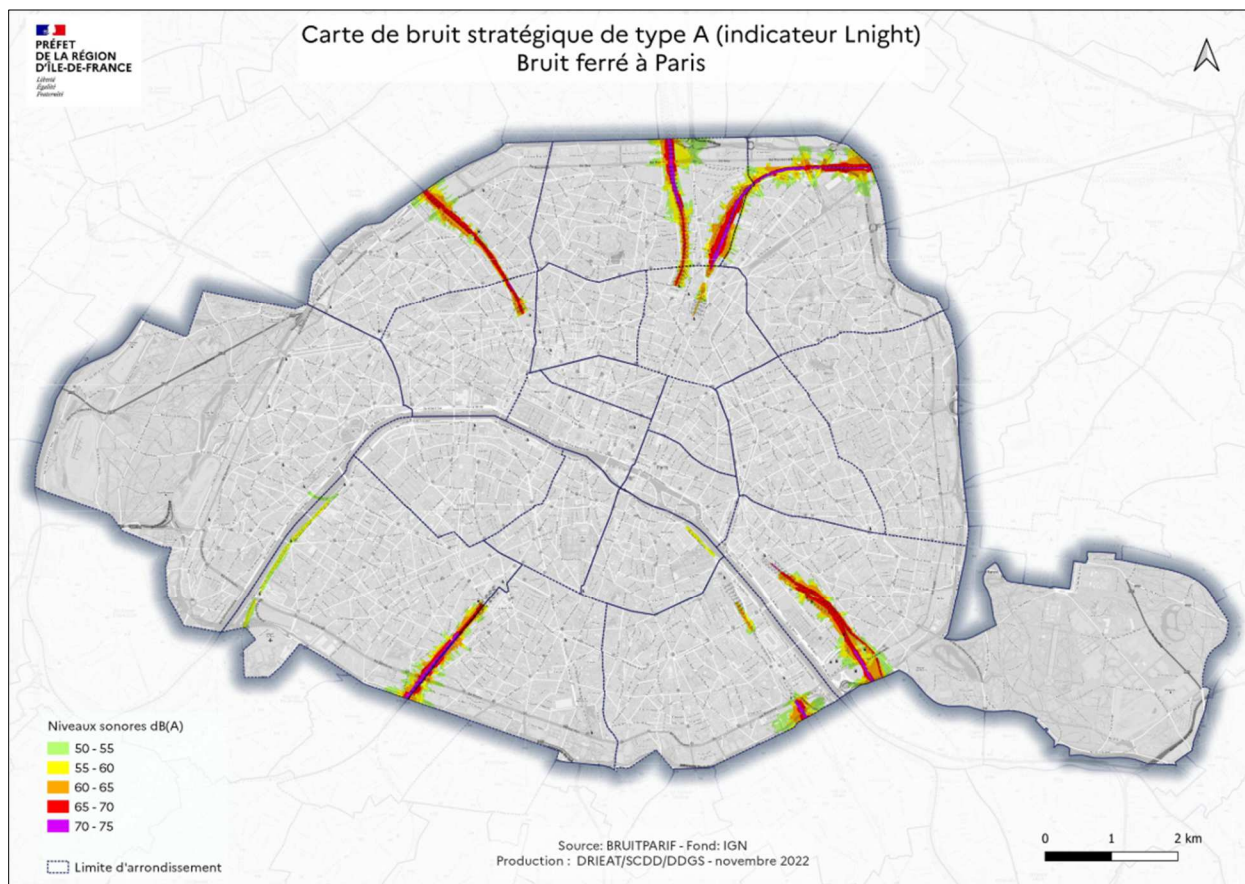 PRÉFET
DE LA RÉGION
D'ÎLE-DE-FRANCE
Liberté
Égalité
Fraternité
Carte de bruit stratégique de type A (indicateur Lnight)
Bruit ferré à Paris
Paris
Niveaux sonores dB(A)
50 - 55
55 - 60
60 - 65
65 - 70
70 - 75
Limite d'arrondissement
Source: BRUITPARIF - Fond: IGN
Production : DRIEAT/SCDD/DDGS - novembre 2022
0 1 2 km